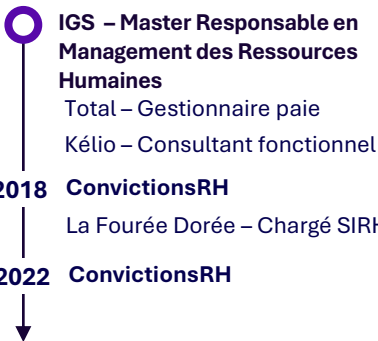 IGS – Master Responsable en
Management des Ressources
Humaines
Total – Gestionnaire paie
Kélio – Consultant fonctionnel
2018 ConvictionsRH
La Fourée Dorée – Chargé SIRH
2022 ConvictionsRH